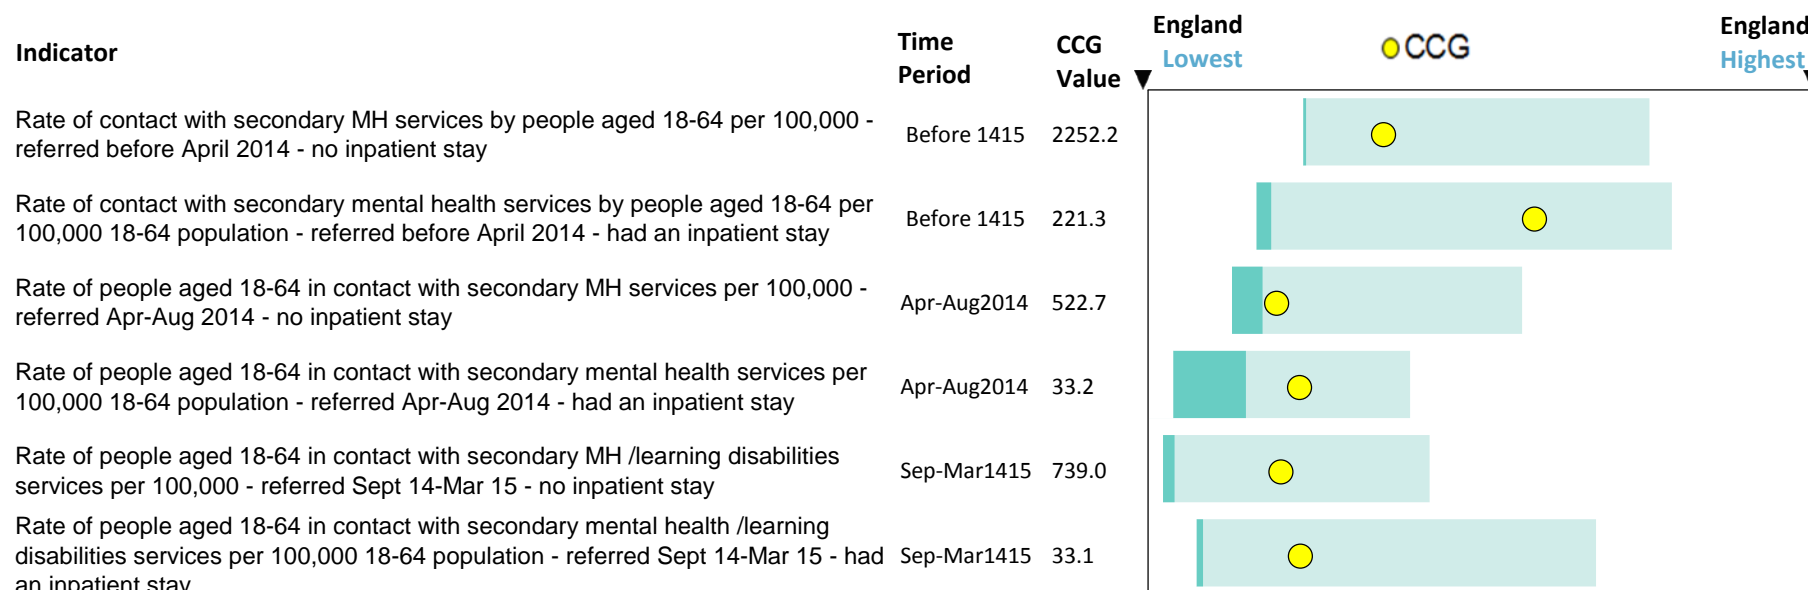 Indicator
Time
Period
CCG
Value
England
Lowest
CCG
England
Highest
Rate of contact with secondary MH services by people aged 18-64 per 100,000 -
referred before April 2014 - no inpatient stay
Before 1415
2252.2
Rate of contact with secondary mental health services by people aged 18-64 per
100,000 18-64 population - referred before April 2014 - had an inpatient stay
Before 1415
221.3
Rate of people aged 18-64 in contact with secondary MH services per 100,000 -
referred Apr-Aug 2014 - no inpatient stay
Apr-Aug2014
522.7
Rate of people aged 18-64 in contact with secondary mental health services per
100,000 18-64 population - referred Apr-Aug 2014 - had an inpatient stay
Apr-Aug2014
33.2
Rate of people aged 18-64 in contact with secondary MH /learning disabilities
services per 100,000 - referred Sept 14-Mar 15 - no inpatient stay
Sep-Mar1415
739.0
Rate of people aged 18-64 in contact with secondary mental health /learning
disabilities services per 100,000 18-64 population - referred Sept 14-Mar 15 - had
an inpatient stay
Sep-Mar1415
33.1